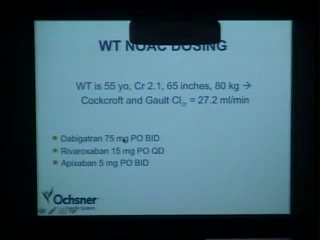 WT NOAC DOSING
WT is 55 yo, Cr 2.1, 65 inches, 80 kg →
Cockcroft and Gault Clcr = 27.2 ml/min
• Dabigatran 75 mg PO BID
• Rivaroxaban 15 mg PO QD
• Apixaban 5 mg PO BID
Ochsner
Health System